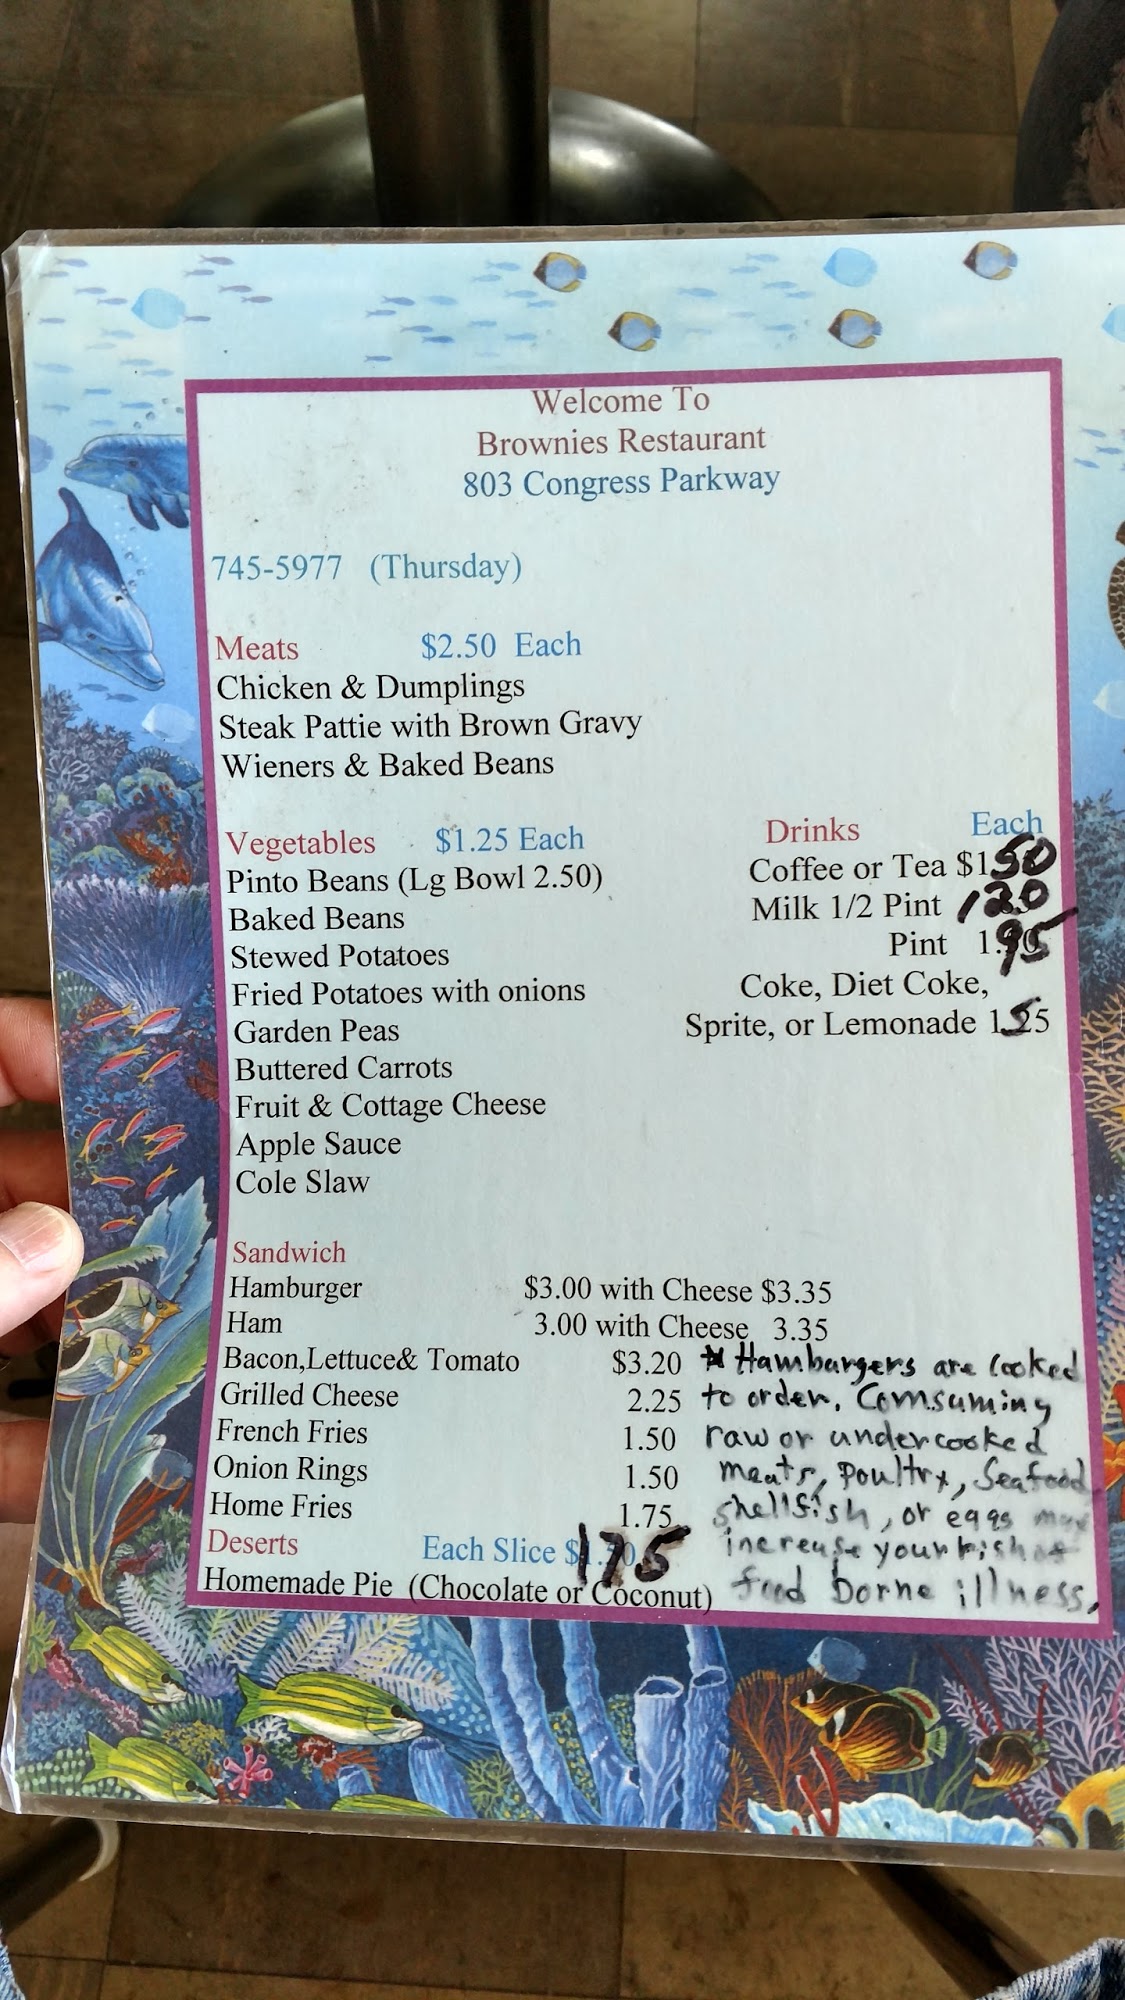 Welcome To
Brownies Restaurant
803 Congress Parkway
745-5977 (Thursday)
Meats $2.50 Each
Chicken & Dumplings
Steak Pattie with Brown Gravy
Wieners & Baked Beans
Vegetables $1.25 Each
Pinto Beans (Lg Bowl 2.50)
Baked Beans
Stewed Potatoes
Fried Potatoes with onions
Garden Peas
Buttered Carrots
Fruit & Cottage Cheese
Apple Sauce
Cole Slaw
Drinks Each
Coffee or Tea $1.50
Milk 1/2 Pint 120
Pint 1.95
Coke, Diet Coke,
Sprite, or Lemonade 1.25
Sandwich
Hamburger $3.00 with Cheese $3.35
Ham 3.00 with Cheese 3.35
Bacon,Lettuce& Tomato $3.20
Grilled Cheese 2.25
French Fries 1.50
Onion Rings 1.50
Home Fries 1.75
Deserts Each Slice $175
Homemade Pie (Chocolate or Coconut)
* Hamburgers are cooked
to order. Comsuming
raw or undercooked
meats, Poultry, Seafood
shellfish, or eggs may
increase your risk of
food borne illness.